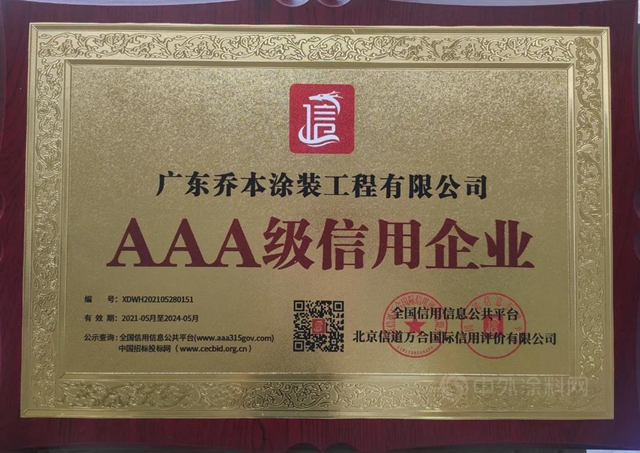 信
广东乔本涂装工程有限公司
AAA级信用企业
编 号：XDWH202105280151
有 效 期：2021-05月至2024-05月
公示查询：全国信用信息公共平台(www.aaa315gov.com)
中国招标投标网（www.cecbid.org.cn）
全国信用信息公共平台
北京信道万合国际信用评价有限公司
中外涂料网